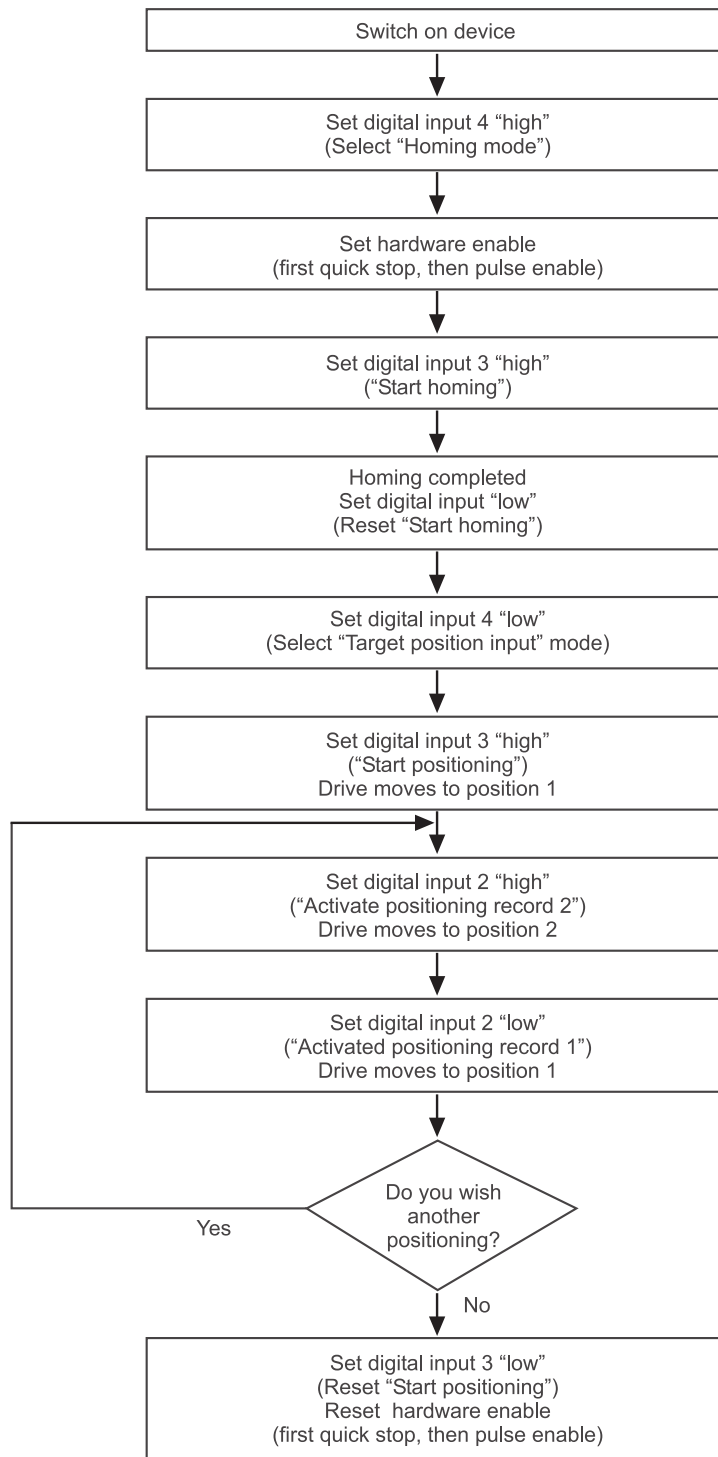 Switch on device
Set digital input 4 “high”
(Select “Homing mode”)
Set hardware enable
(first quick stop, then pulse enable)
Set digital input 3 “high”
(“Start homing”)
Homing completed
Set digital input “low”
(Reset “Start homing”)
Set digital input 4 “low”
(Select “Target position input” mode)
Set digital input 3 “high”
(“Start positioning”)
Drive moves to position 1
Set digital input 2 “high”
(“Activate positioning record 2”)
Drive moves to position 2
Set digital input 2 “low”
(“Activated positioning record 1”)
Drive moves to position 1
Do you wish
another
positioning?
Yes
No
Set digital input 3 “low”
(Reset “Start positioning”)
Reset hardware enable
(first quick stop, then pulse enable)